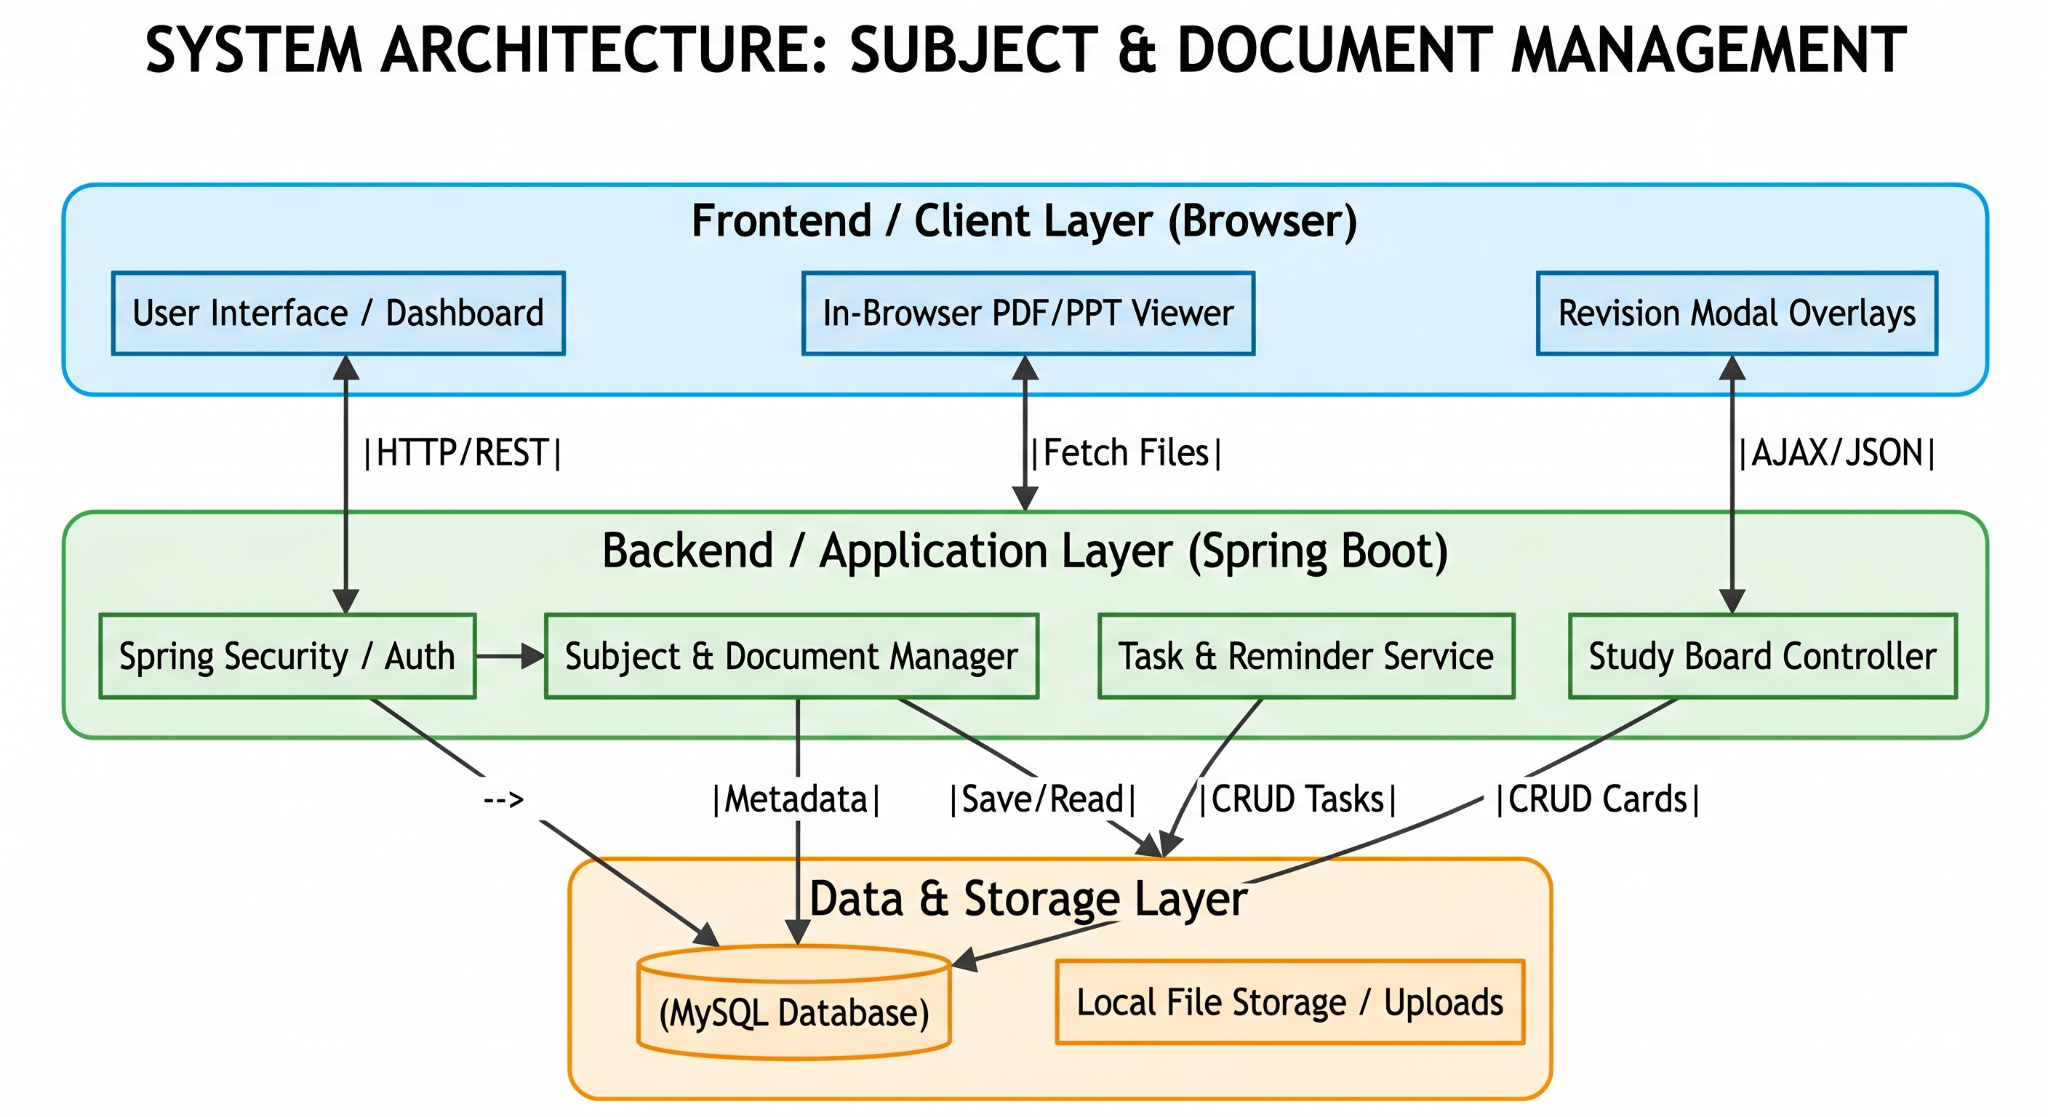 SYSTEM ARCHITECTURE: SUBJECT & DOCUMENT MANAGEMENT
Frontend / Client Layer (Browser)
User Interface / Dashboard
In-Browser PDF/PPT Viewer
Revision Modal Overlays
|HTTP/REST|
|Fetch Files|
|AJAX/JSON|
Backend / Application Layer (Spring Boot)
Spring Security / Auth
Subject & Document Manager
Task & Reminder Service
Study Board Controller
-->
|Metadata|
|Save/Read|
|CRUD Tasks|
|CRUD Cards|
Data & Storage Layer
(MySQL Database)
Local File Storage / Uploads